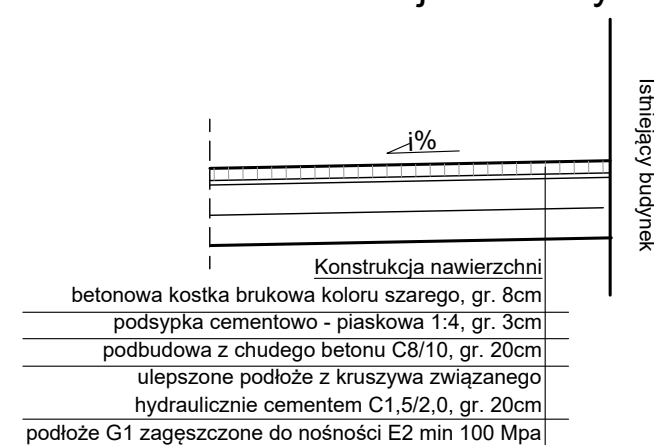 i%
Istniejący budynek
Konstrukcja nawierzchni
betonowa kostka brukowa koloru szarego, gr. 8cm
podsypka cementowo - piaskowa 1:4, gr. 3cm
podbudowa z chudego betonu C8/10, gr. 20cm
ulepszone podłoże z kruszywa związanego
hydraulicznie cementem C1,5/2,0, gr. 20cm
podłoże G1 zagęszczone do nośności E2 min 100 Mpa